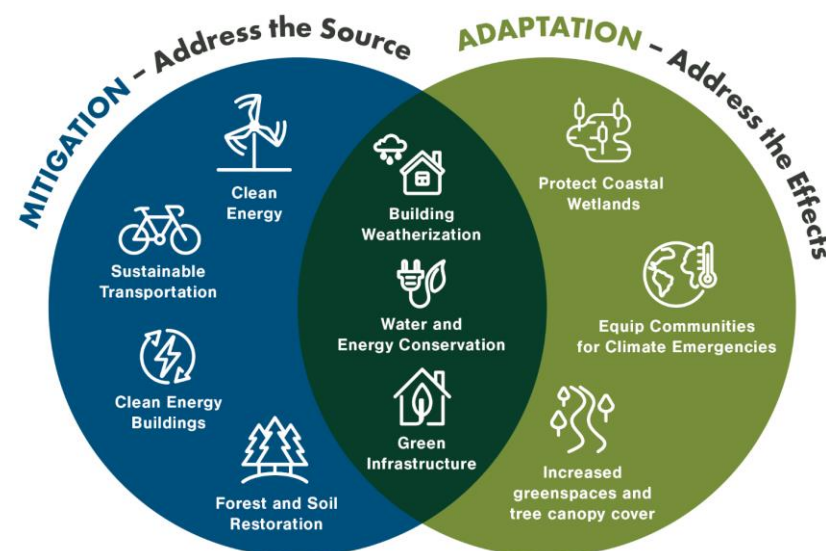 MITIGATION – Address the Source
ADAPTATION – Address the Effects
Clean
Energy
Sustainable
Transportation
Clean Energy
Buildings
Forest and Soil
Restoration
Building
Weatherization
Water and
Energy Conservation
Green
Infrastructure
Protect Coastal
Wetlands
Equip Communities
for Climate Emergencies
Increased
greenspaces and
tree canopy cover